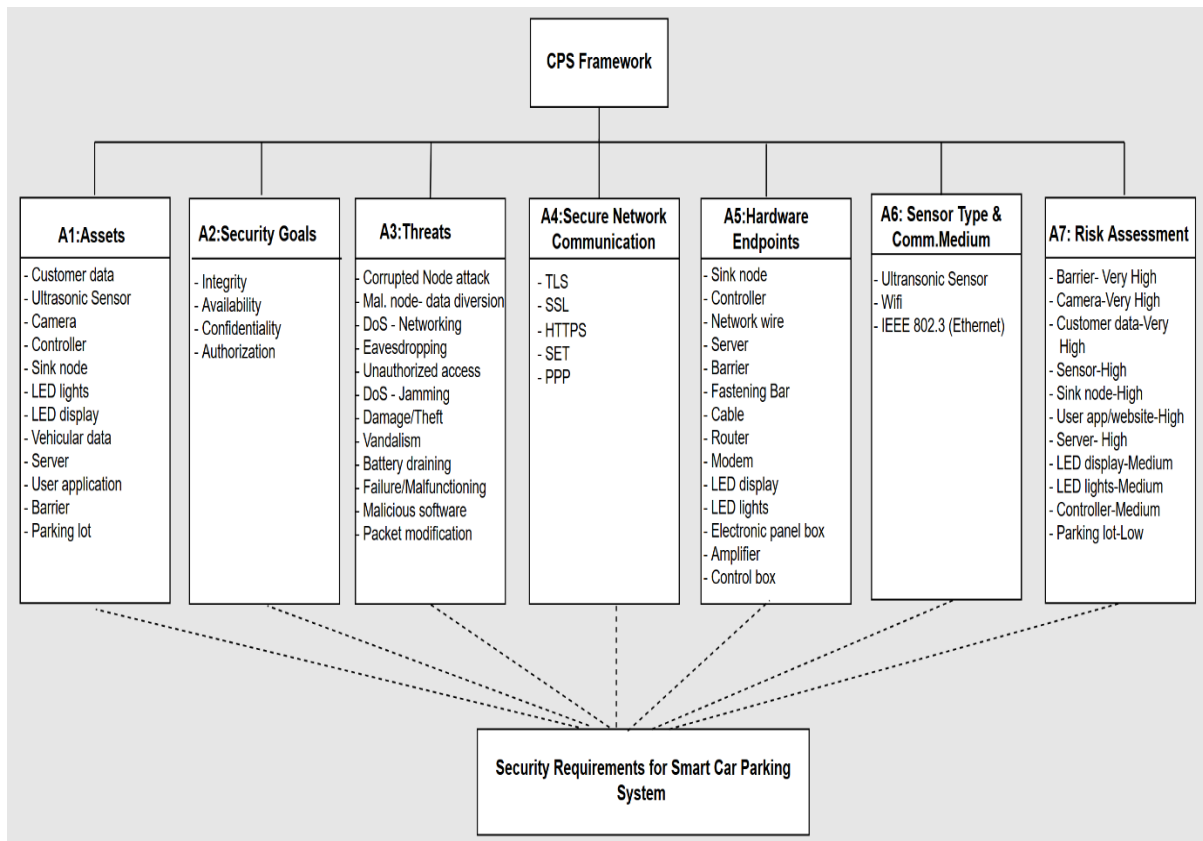 CPS Framework
A1:Assets
- Customer data
- Ultrasonic Sensor
- Camera
- Controller
- Sink node
- LED lights
- LED display
- Vehicular data
- Server
- User application
- Barrier
- Parking lot
A2:Security Goals
- Integrity
- Availability
- Confidentiality
- Authorization
A3:Threats
- Corrupted Node attack
- Mal. node- data diversion
- DoS - Networking
- Eavesdropping
- Unauthorized access
- DoS - Jamming
- Damage/Theft
- Vandalism
- Battery draining
- Failure/Malfunctioning
- Malicious software
- Packet modification
A4:Secure Network
Communication
- TLS
- SSL
- HTTPS
- SET
- PPP
A5:Hardware
Endpoints
- Sink node
- Controller
- Network wire
- Server
- Barrier
- Fastening Bar
- Cable
- Router
- Modem
- LED display
- LED lights
- Electronic panel box
- Amplifier
- Control box
A6: Sensor Type &
Comm.Medium
- Ultransonic Sensor
- Wifi
- IEEE 802.3 (Ethernet)
A7: Risk Assessment
- Barrier- Very High
- Camera-Very High
- Customer data-Very
High
- Sensor-High
- Sink node-High
- User app/website-High
- Server- High
- LED display-Medium
- LED lights-Medium
- Controller-Medium
- Parking lot-Low
Security Requirements for Smart Car Parking
System